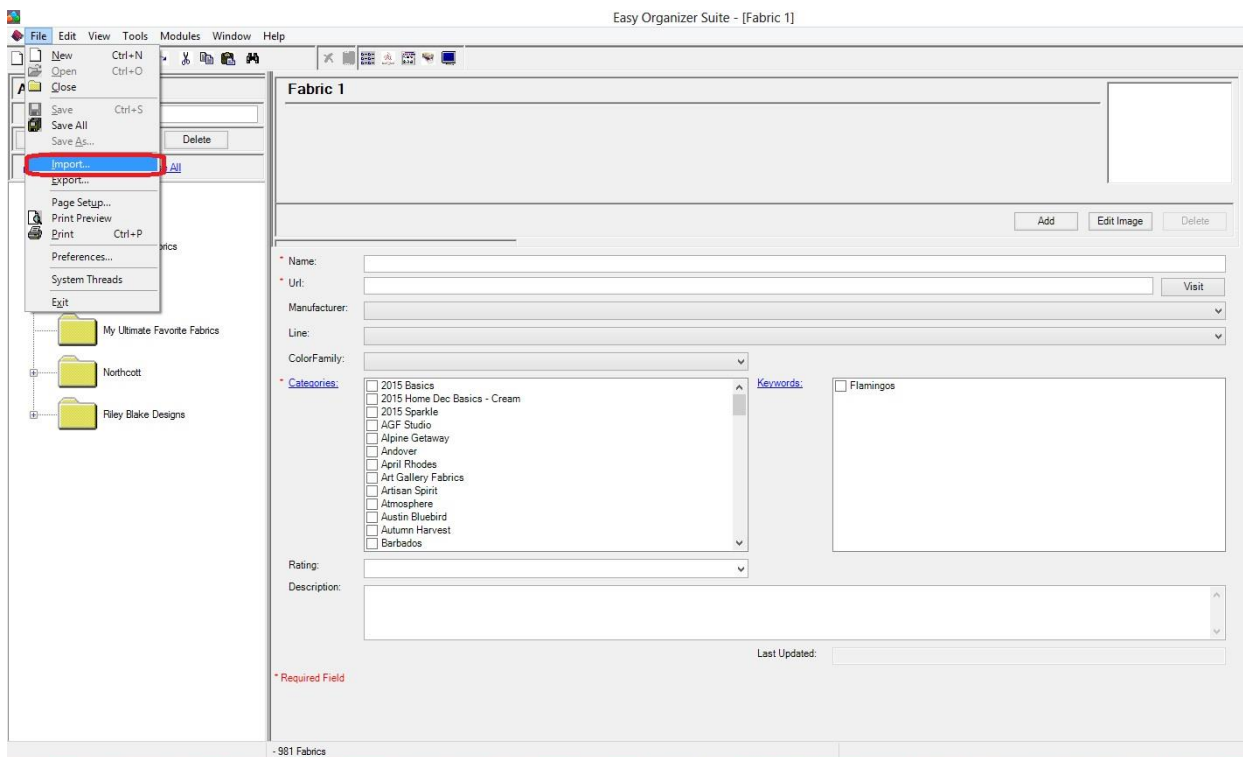 Easy Organizer Suite - [Fabric 1]
File Edit View Tools Modules Window Help
New Ctrl+N
Open Ctrl+O
Close
Save Ctrl+S
Save All
Save As...
Import...
Export...
Page Setup...
Print Preview
Print Ctrl+P
Preferences...
System Threads
Exit
Delete
All
My Ultimate Favorite Fabrics
Northcott
Riley Blake Designs
Fabric 1
Add Edit Image Delete
* Name:
* Url: Visit
Manufacturer:
Line:
ColorFamily:
* Categories:
2015 Basics
2015 Home Dec Basics - Cream
2015 Sparkle
AGF Studio
Alpine Getaway
Andover
April Rhodes
Art Gallery Fabrics
Artisan Spirit
Atmosphere
Austin Bluebird
Autumn Harvest
Barbados
Keywords:
Flamingos
Rating:
Description:
Last Updated:
* Required Field
- 981 Fabrics